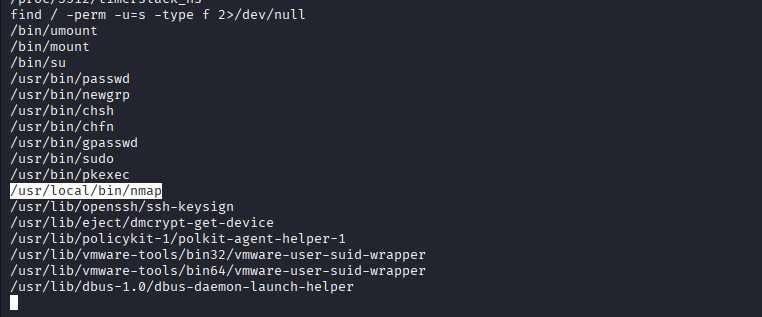 /proc/3312/timerslack_ns
find / -perm -u=s -type f 2>/dev/null
/bin/umount
/bin/mount
/bin/su
/usr/bin/passwd
/usr/bin/newgrp
/usr/bin/chsh
/usr/bin/chfn
/usr/bin/gpasswd
/usr/bin/sudo
/usr/bin/pkexec
/usr/local/bin/nmap
/usr/lib/openssh/ssh-keysign
/usr/lib/eject/dmcrypt-get-device
/usr/lib/policykit-1/polkit-agent-helper-1
/usr/lib/vmware-tools/bin32/vmware-user-suid-wrapper
/usr/lib/vmware-tools/bin64/vmware-user-suid-wrapper
/usr/lib/dbus-1.0/dbus-daemon-launch-helper